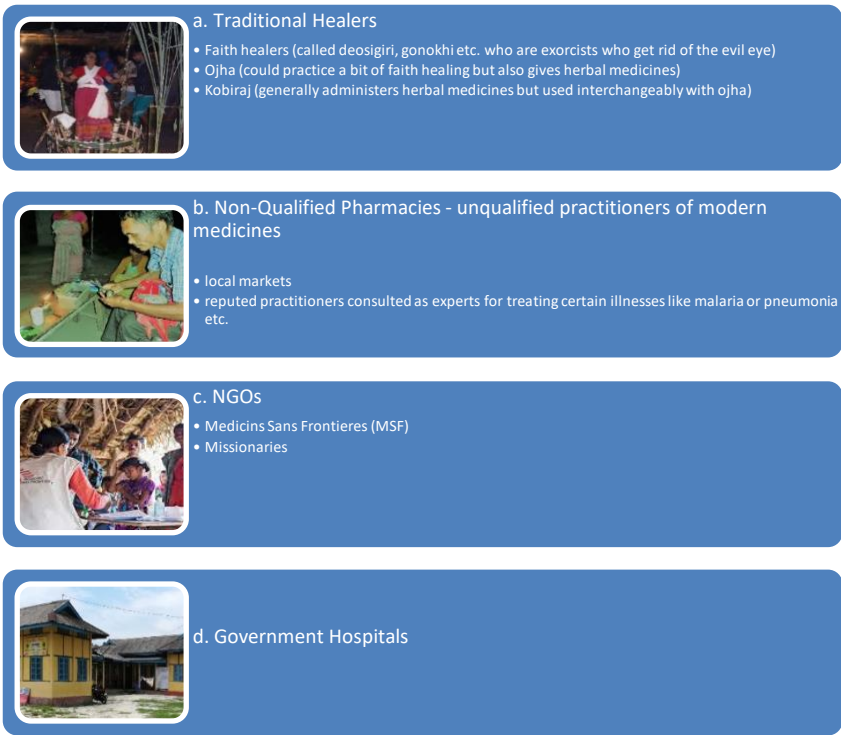 a. Traditional Healers
• Faith healers (called deosigiri, gonokhi etc. who are exorcists who get rid of the evil eye)
• Ojha (could practice a bit of faith healing but also gives herbal medicines)
• Kobiraj (generally administers herbal medicines but used interchangeably with ojha)
b. Non-Qualified Pharmacies - unqualified practitioners of modern
medicines
• local markets
• reputed practitioners consulted as experts for treating certain illnesses like malaria or pneumonia
etc.
c. NGOs
• Medicins Sans Frontieres (MSF)
• Missionaries
d. Government Hospitals